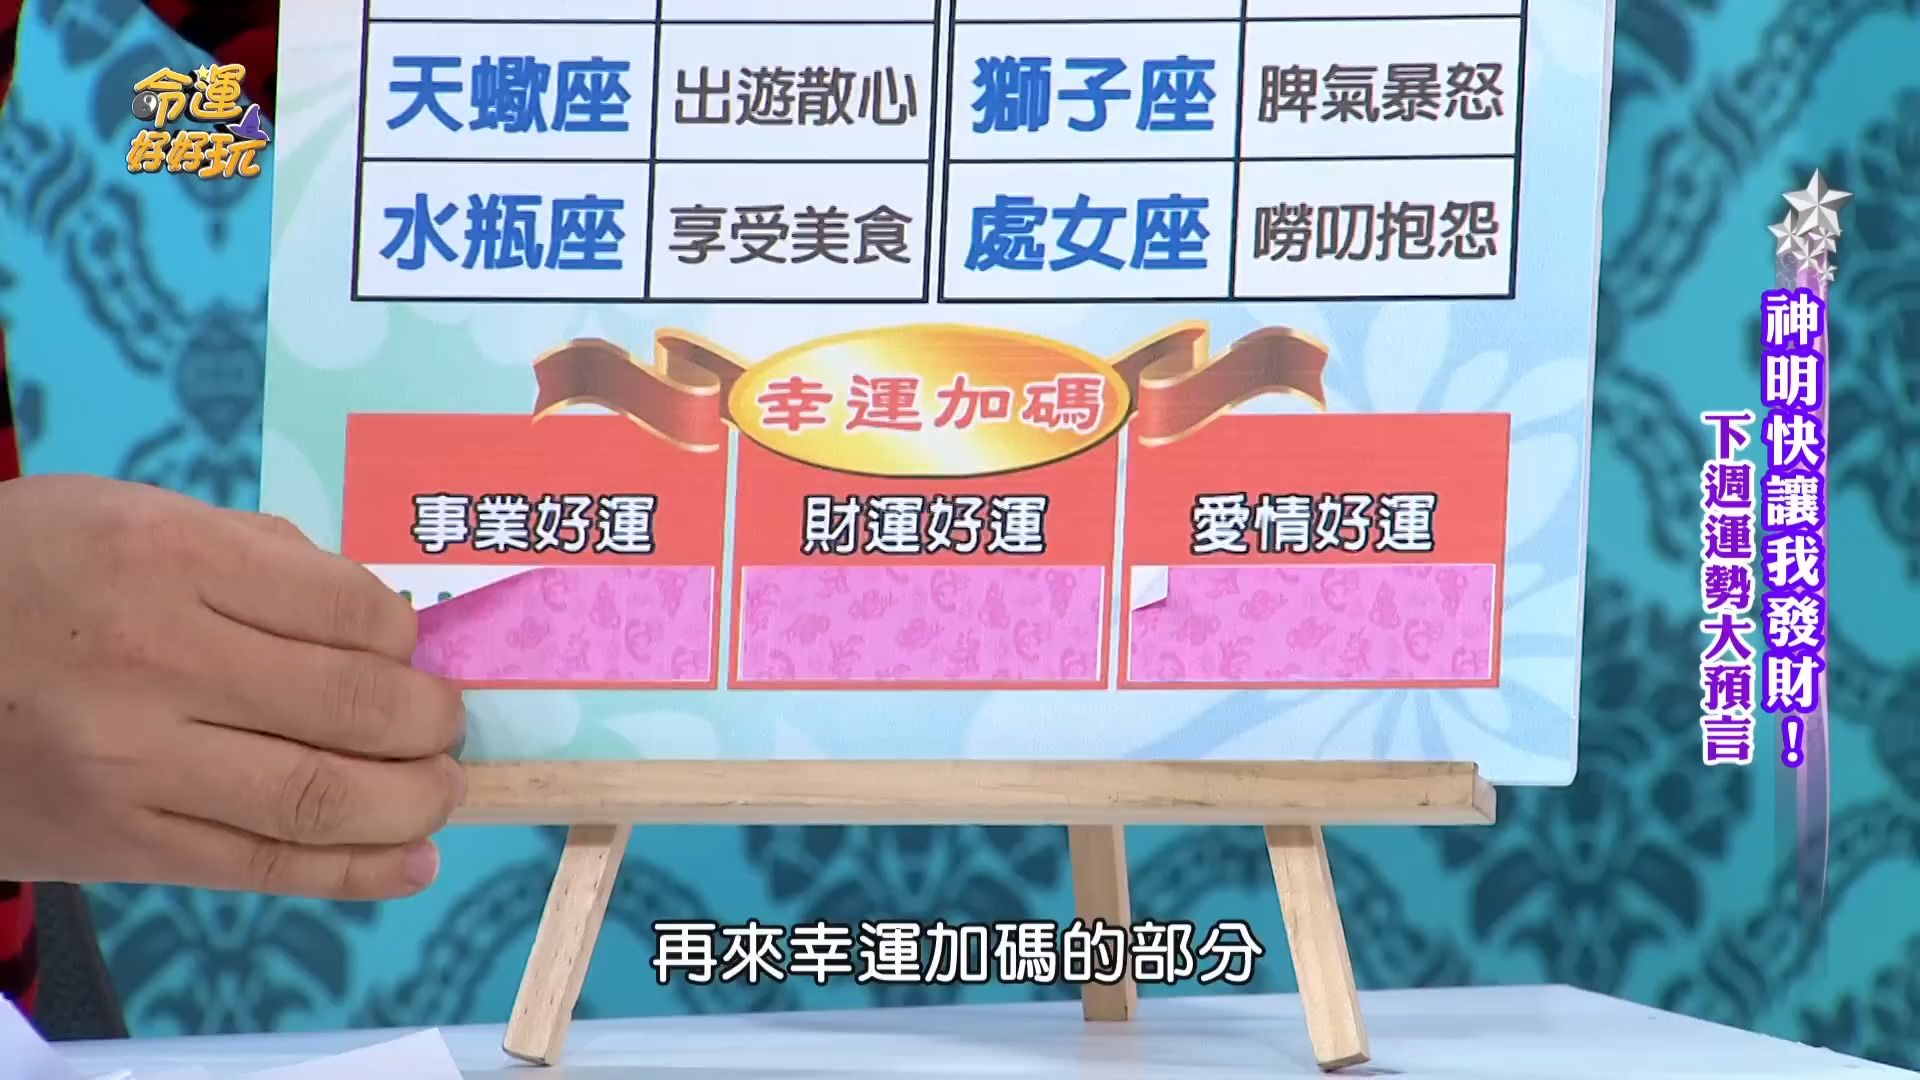 命運
好好玩
天蠍座 出遊散心 獅子座 脾氣暴怒
水瓶座 享受美食 處女座 嘮叨抱怨
幸運加碼
事業好運 財運好運 愛情好運
神明快讓我發財!
下週運勢大預言
再來幸運加碼的部分